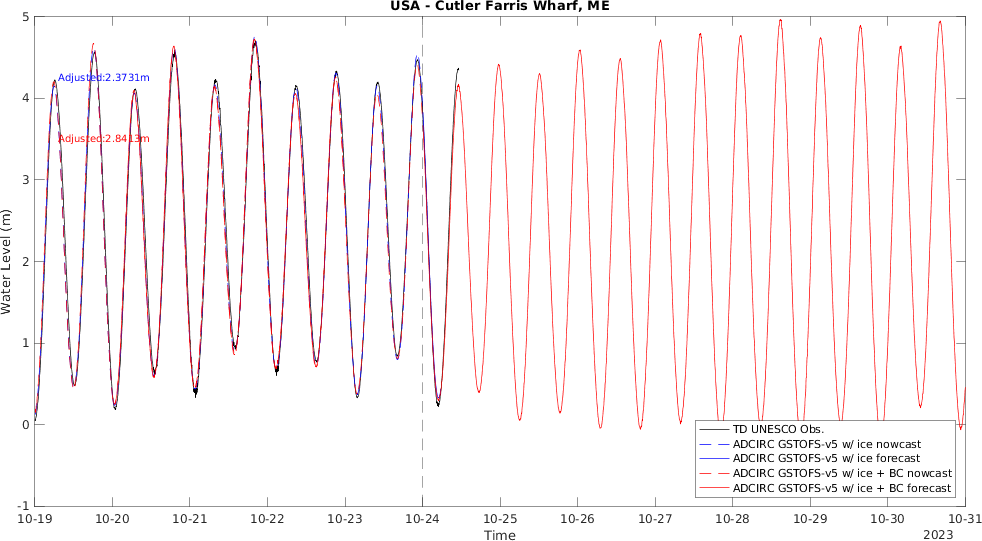 USA - Cutler Farris Wharf, ME
5
4
3
2
1
0
-1
Water Level (m)
Adjusted:2.3731m
Adjusted:2.8413m
TD UNESCO Obs.
ADCIRC GSTOFS-v5 w/ ice nowcast
ADCIRC GSTOFS-v5 w/ ice forecast
ADCIRC GSTOFS-v5 w/ ice + BC nowcast
ADCIRC GSTOFS-v5 w/ ice + BC forecast
10-19 10-20 10-21 10-22 10-23 10-24 10-25 10-26 10-27 10-28 10-29 10-30 10-31
Time
2023